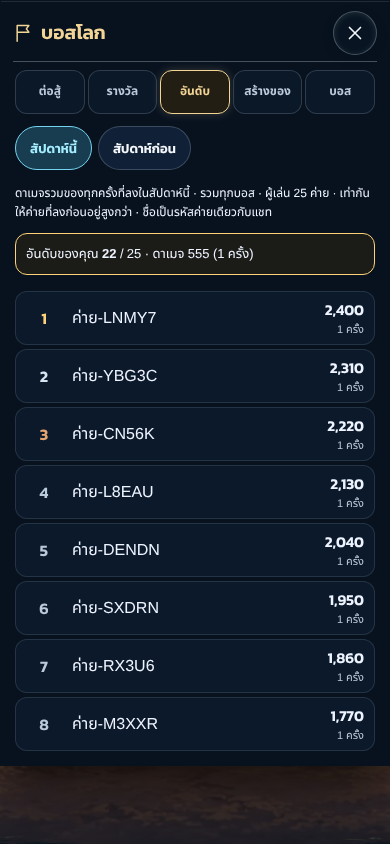 บอสโลก
ต่อสู้
รางวัล
อันดับ
สร้างของ
บอส
สัปดาห์นี้
สัปดาห์ก่อน
ดาเมจรวมของทุกครั้งที่ลงในสัปดาห์นี้ · รวมทุกบอส · ผู้เล่น 25 ค่าย · เท่ากัน
ให้ค่ายที่ลงก่อนอยู่สูงกว่า · ชื่อเป็นรหัสค่ายเดียวกับแชท
อันดับของคุณ 22 / 25 · ดาเมจ 555 (1 ครั้ง)
1 ค่าย-LNMY7 2,400
1 ครั้ง
2 ค่าย-YBG3C 2,310
1 ครั้ง
3 ค่าย-CN56K 2,220
1 ครั้ง
4 ค่าย-L8EAU 2,130
1 ครั้ง
5 ค่าย-DENDN 2,040
1 ครั้ง
6 ค่าย-SXDRN 1,950
1 ครั้ง
7 ค่าย-RX3U6 1,860
1 ครั้ง
8 ค่าย-M3XXR 1,770
1 ครั้ง